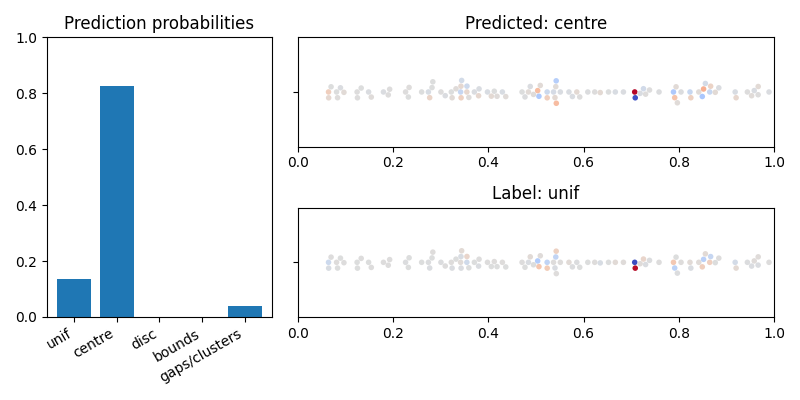 Prediction probabilities
1.0
0.8
0.6
0.4
0.2
0.0
unif
centre
disc
bounds
gaps/clusters
Predicted: centre
0.0 0.2 0.4 0.6 0.8 1.0
Label: unif
0.0 0.2 0.4 0.6 0.8 1.0